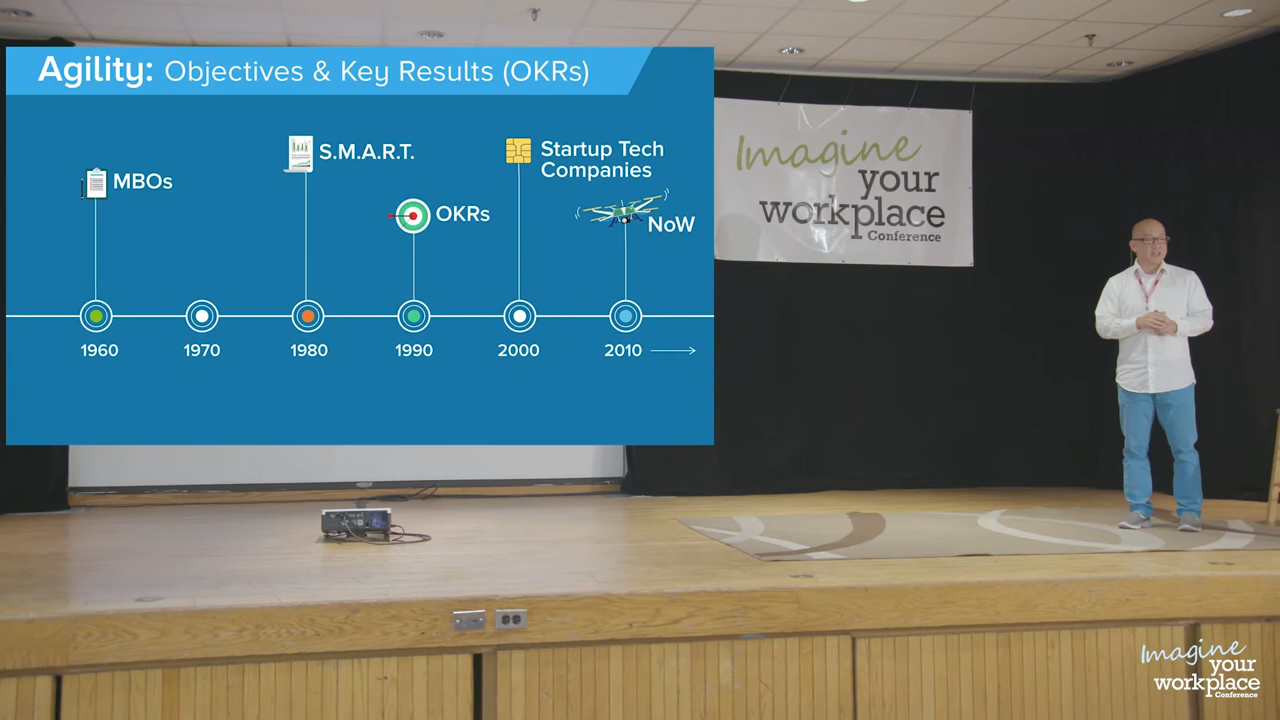 Agility: Objectives & Key Results (OKRs)
MBOs
S.M.A.R.T.
OKRs
Startup Tech
Companies
NoW
1960
1970
1980
1990
2000
2010
Imagine
your
workplace
Conference
Imagine
your
workplace
Conference